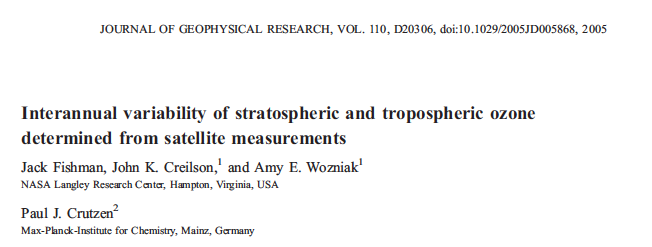 JOURNAL OF GEOPHYSICAL RESEARCH, VOL. 110, D20306, doi:10.1029/2005JD005868, 2005
Interannual variability of stratospheric and tropospheric ozone
determined from satellite measurements
Jack Fishman, John K. Creilson,1 and Amy E. Wozniak1
NASA Langley Research Center, Hampton, Virginia, USA
Paul J. Crutzen2
Max-Planck-Institute for Chemistry, Mainz, Germany